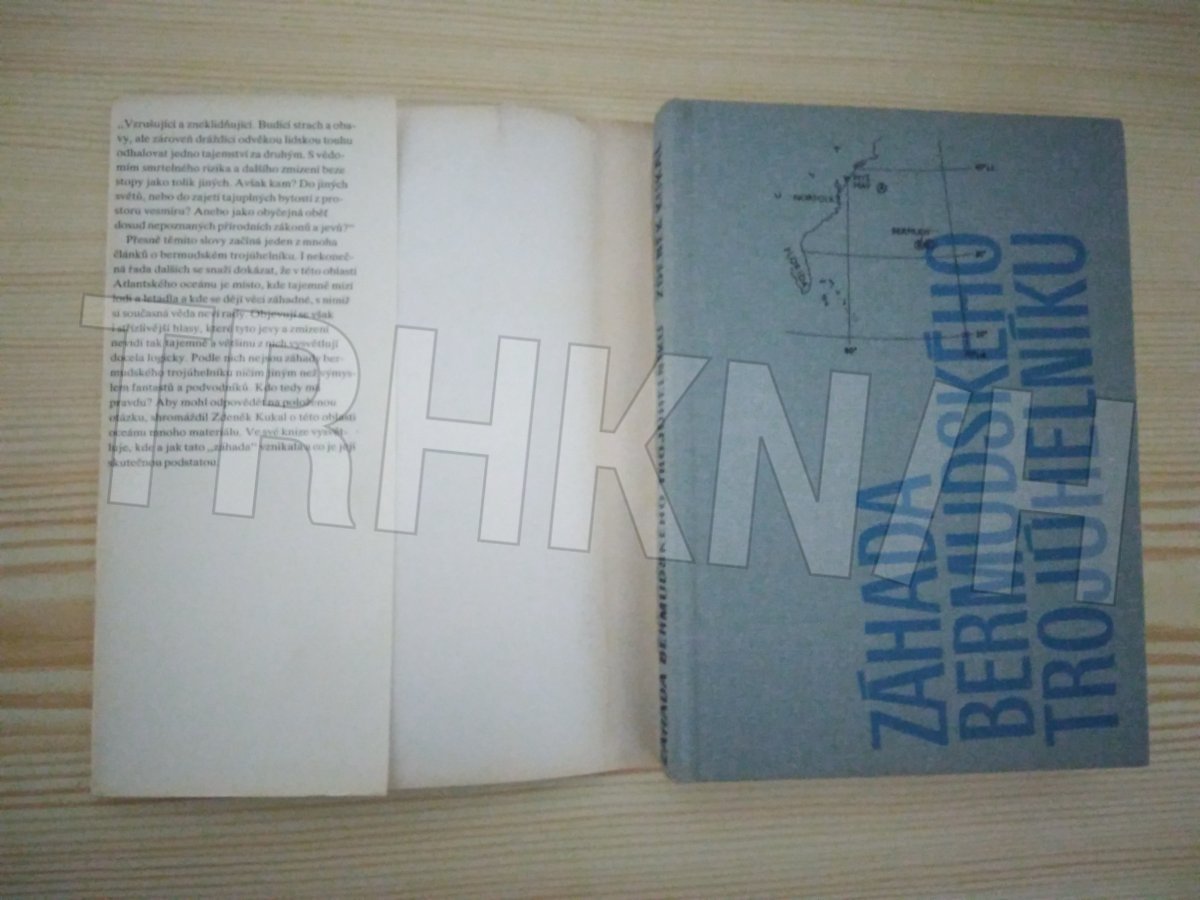 „Vzrušující a zneklidňující. Budící strach a oba-
vy, ale zároveň dráždící odvěkou lidskou touhu
odhalovat jedno tajemství za druhým. S vědo-
mím smrtelného rizika a dalšího zmizení beze
stopy jako tolik jiných. Avšak kam? Do jiných
světů, nebo do zajetí tajuplných bytostí z pro-
storu vesmíru? Anebo jako obyčejná oběť
dosud nepoznaných přírodních zákonů a jevů?“
Přesně těmito slovy začíná jeden z mnoha
článků o bermudském trojúhelníku. I nekoneč-
ná řada dalších se snaží dokázat, že v této oblasti
Atlantského oceánu je místo, kde tajemně mizí
lodi a letadla a kde se dějí věci záhadné, s nimiž
si současná věda neví rady. Objevují se však
i střízlivější hlasy, které tyto jevy a zmizení
nevidí tak tajemně a většinu z nich vysvětlují
docela logicky. Podle nich nejsou záhady ber-
mudského trojúhelníku ničím jiným než výmys-
lem fantastů a podvodníků. Kdo tedy má
pravdu? Aby mohl odpovědět na položenou
otázku, shromáždil Zdeněk Kukal o této oblasti
oceánu mnoho materiálu. Ve své knize vysvět-
luje, kde a jak tato „záhada“ vznikala a co je její
skutečnou podstatou.
ZÁHADA BERMUDSKÉHO TROJÚHELNÍKU ZDENĚK KUKAL
NORFOLK
BERMUDY
FLORIDA
80°
ZÁHADA
BERMUDSKÉHO
TROJÚHELNÍKU
TRHKNIH